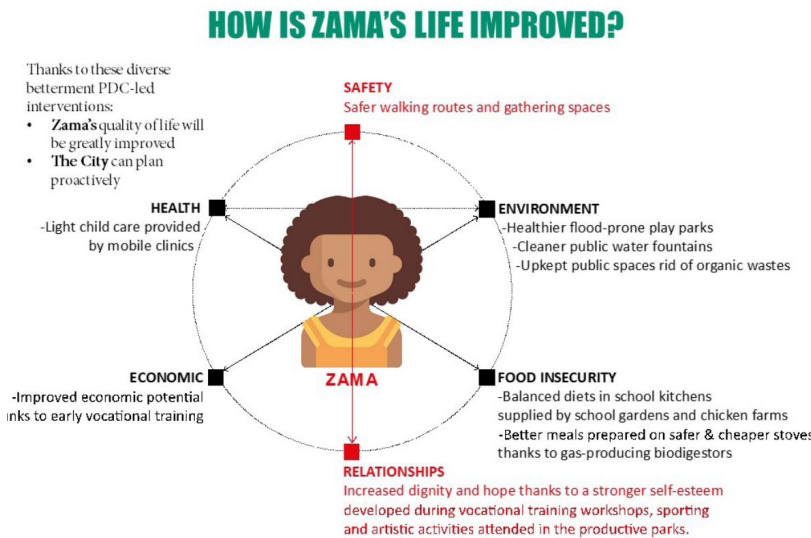 HOW IS ZAMA'S LIFE IMPROVED?
Thanks to these diverse
betterment PDC-led
interventions:
• Zama's quality of life will
be greatly improved
• The City can plan
proactively
SAFETY
Safer walking routes and gathering spaces
HEALTH
-Light child care provided
by mobile clinics
ENVIRONMENT
-Healthier flood-prone play parks
-Cleaner public water fountains
-Upkept public spaces rid of organic wastes
ECONOMIC
-Improved economic potential
to early vocational training
ZAMA
FOOD INSECURITY
-Balanced diets in school kitchens
supplied by school gardens and chicken farms
-Better meals prepared on safer & cheaper stoves
thanks to gas-producing biodigestors
RELATIONSHIPS
Increased dignity and hope thanks to a stronger self-esteem
developed during vocational training workshops, sporting
and artistic activities attended in the productive parks.